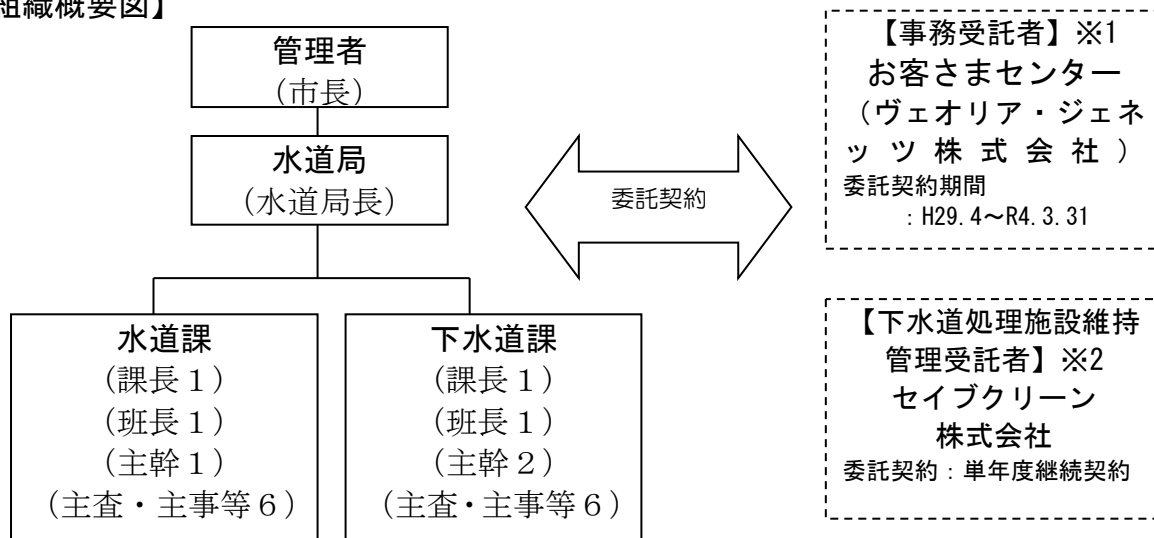 組織概要図】
管理者
（市長）
水道局
（水道局長）
委託契約
水道課
（課長１）
（班長１）
（主幹１）
（主査・主事等６）
下水道課
（課長１）
（班長１）
（主幹２）
（主査・主事等６）
【事務受託者】※1
お客さまセンター
（ヴェオリア・ジェネ
ッツ株式会社）
委託契約期間
：H29.4～R4.3.31
【下水道処理施設維持
管理受託者】※2
セイブクリーン
株式会社
委託契約：単年度継続契約